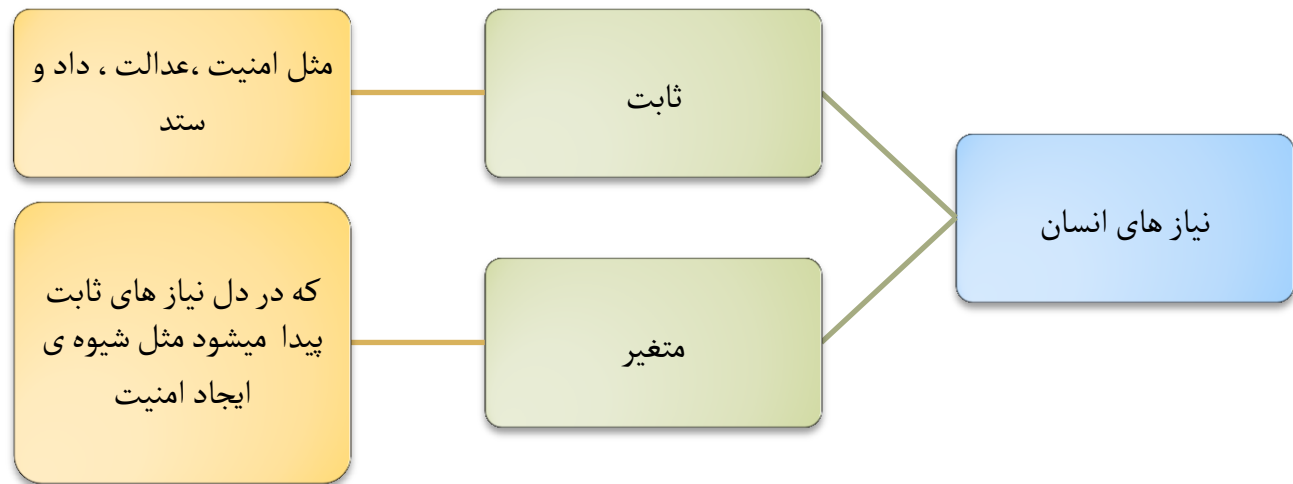 نیاز های انسان
ثابت
مثل امنیت ،عدالت ، داد و
ستد
متغیر
که در دل نیاز های ثابت
پیدا میشود مثل شیوه ی
ایجاد امنیت